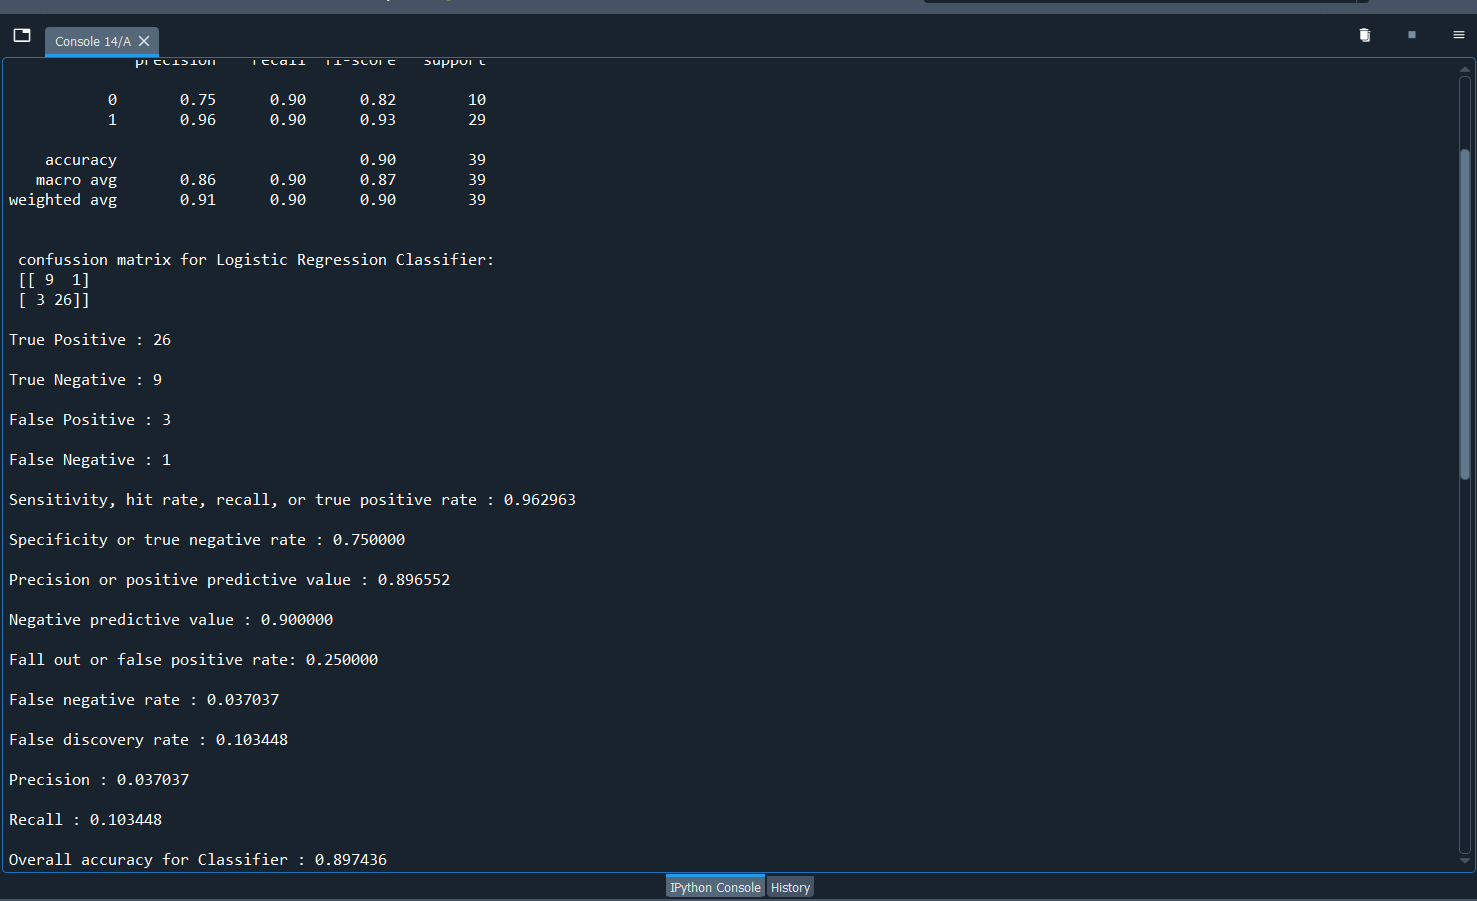 Console 14/A
precision recall f1-score support
0 0.75 0.90 0.82 10
1 0.96 0.90 0.93 29
accuracy 0.90 39
macro avg 0.86 0.90 0.87 39
weighted avg 0.91 0.90 0.90 39
confussion matrix for Logistic Regression Classifier:
[[ 9 1]
[ 3 26]]
True Positive : 26
True Negative : 9
False Positive : 3
False Negative : 1
Sensitivity, hit rate, recall, or true positive rate : 0.962963
Specificity or true negative rate : 0.750000
Precision or positive predictive value : 0.896552
Negative predictive value : 0.900000
Fall out or false positive rate: 0.250000
False negative rate : 0.037037
False discovery rate : 0.103448
Precision : 0.037037
Recall : 0.103448
Overall accuracy for Classifier : 0.897436
IPython Console History